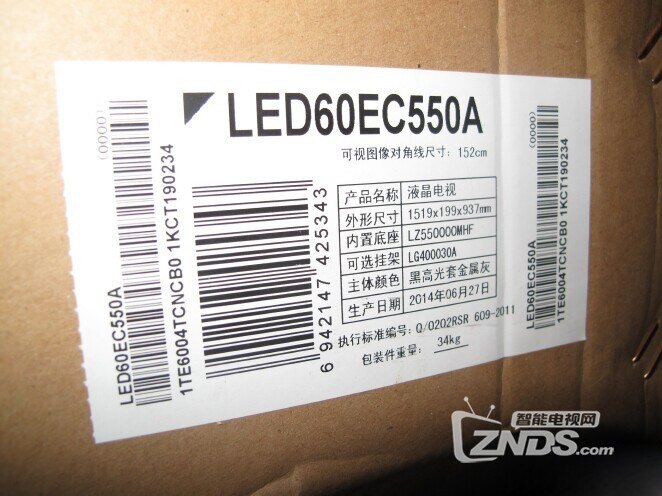 (0000)
LED60EC550A
1TE6004TCNCB0 1KCT190234
LED60EC550A
可视图像对角线尺寸: 152cm
6 942147 425343
产品名称 液晶电视
外形尺寸 1519x199x937mm
内置底座 LZ550000MHF
可选挂架 LG400030A
主体颜色 黑高光套金属灰
生产日期 2014年06月27日
执行标准编号: Q/02O2RSR 609-2011
包装件重量: 34kg
(0000)
LED60EC550A
1TE6004TCNCB0 1KCT190234
智能电视网
ZNDS.com